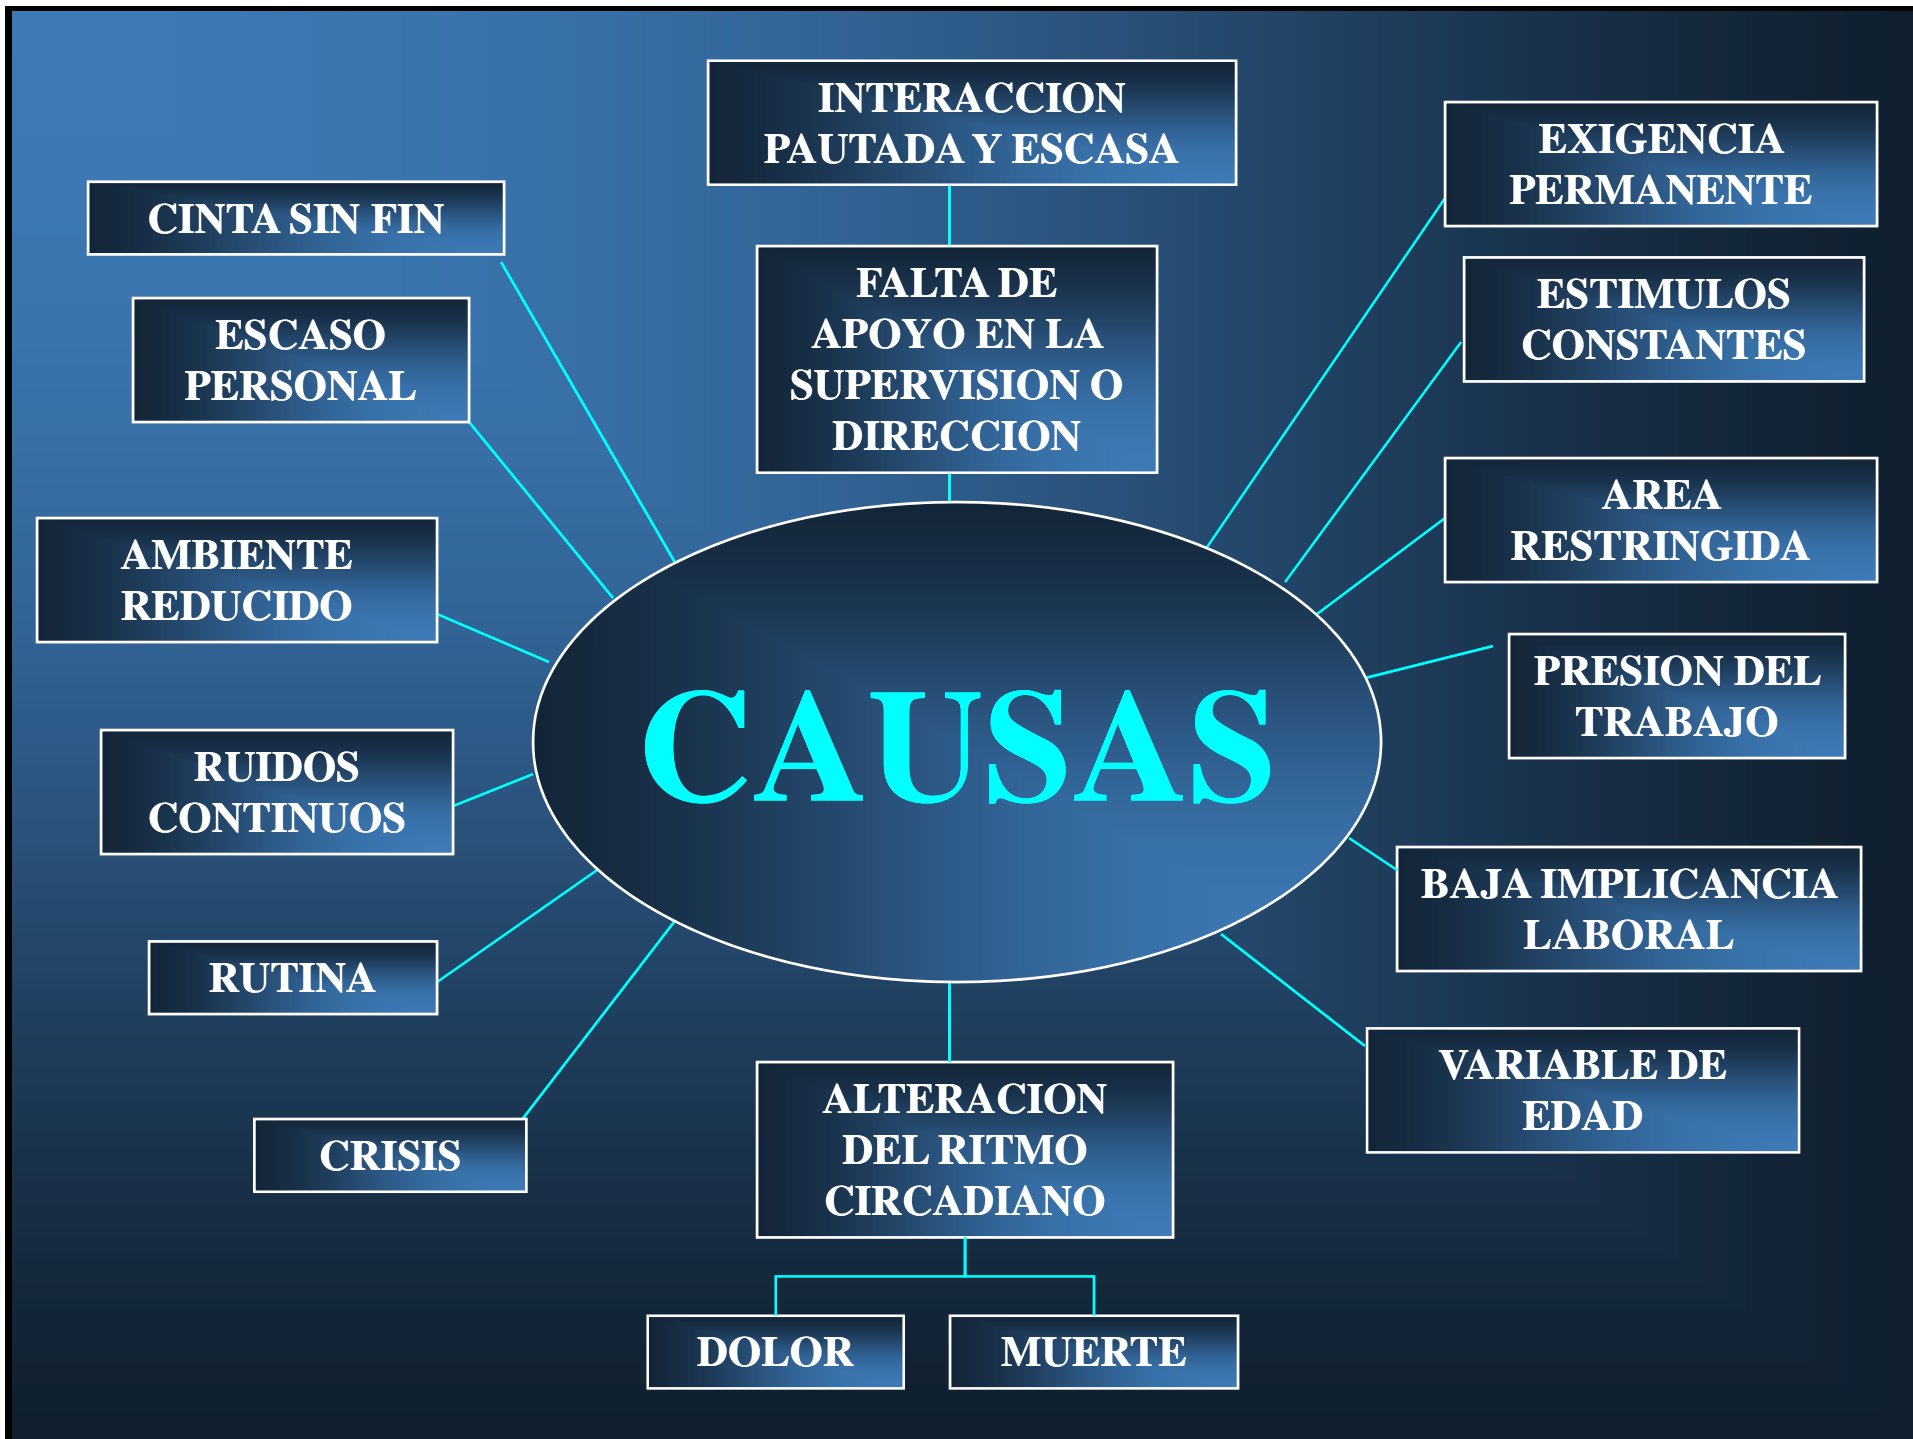 INTERACCION
PAUTADA Y ESCASA
EXIGENCIA
PERMANENTE
CINTA SIN FIN
FALTA DE
APOYO EN LA
SUPERVISION O
DIRECCION
ESTIMULOS
CONSTANTES
ESCASO
PERSONAL
AREA
RESTRINGIDA
AMBIENTE
REDUCIDO
PRESION DEL
TRABAJO
CAUSAS
RUIDOS
CONTINUOS
BAJA IMPLICANCIA
LABORAL
RUTINA
VARIABLE DE
EDAD
ALTERACION
DEL RITMO
CIRCADIANO
CRISIS
DOLOR
MUERTE